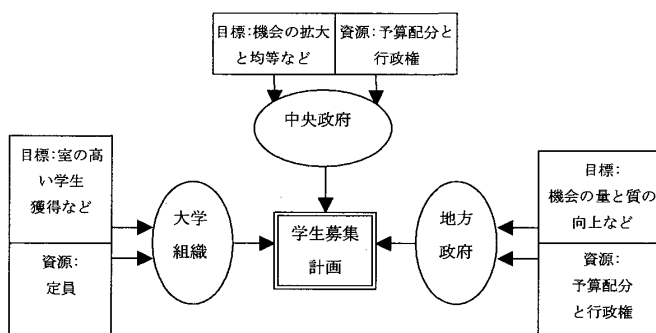 目標:機会の拡大
と均等など
資源:予算配分と
行政権
中央政府
目標:室の高
い学生
獲得など
資源:
定員
大学
組織
学生募集
計画
地方
政府
目標:
機会の量と質の
向上など
資源:
予算配分
と行政権